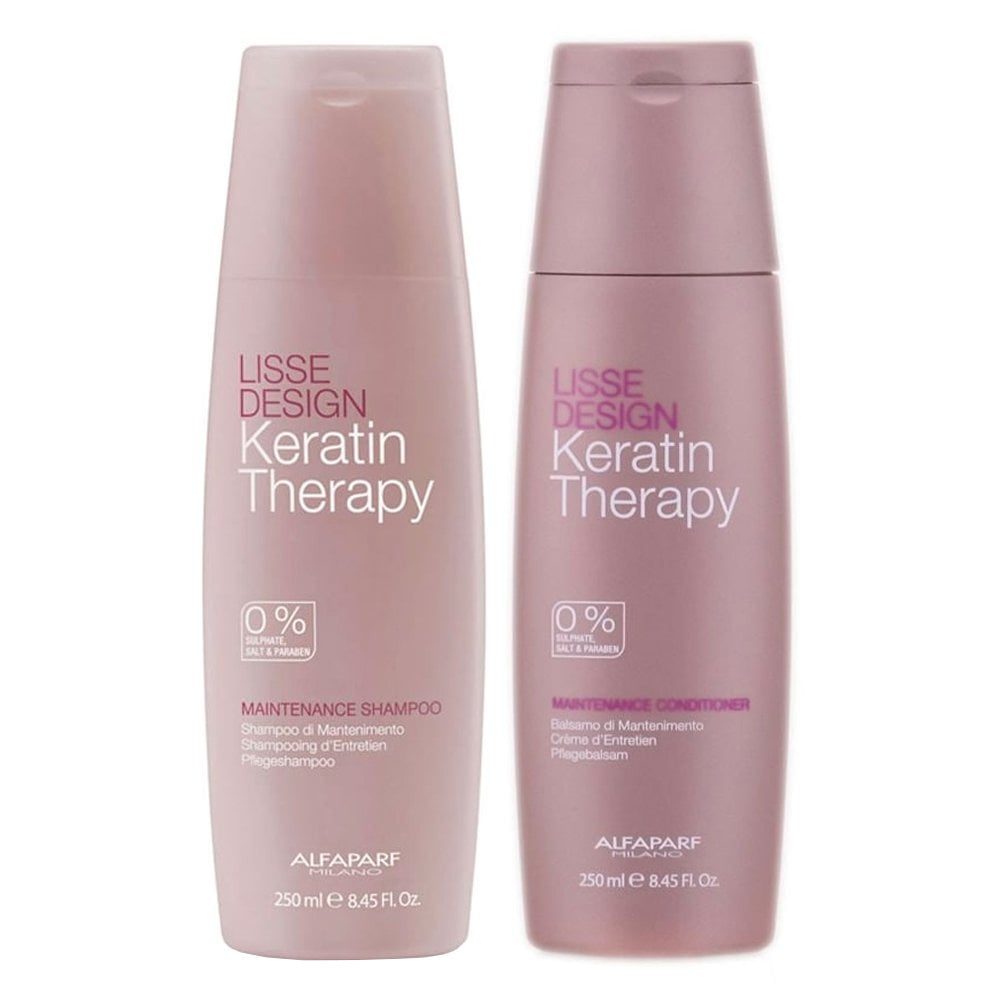 LISSE
DESIGN
Keratin
Therapy
0 %
SULPHATE,
SALT & PARABEN
MAINTENANCE SHAMPOO
Shampoo di Mantenimento
Shampooing d'Entretien
Pflegeshampoo
ALFAPARF
MILANO
250 ml e 8.45 Fl. Oz.
LISSE
DESIGN
Keratin
Therapy
0 %
SULPHATE,
SALT & PARABEN
MAINTENANCE CONDITIONER
Balsamo di Mantenimento
Crème d'Entretien
Pflegebalsam
ALFAPARF
MILANO
250 ml e 8.45 Fl. Oz.